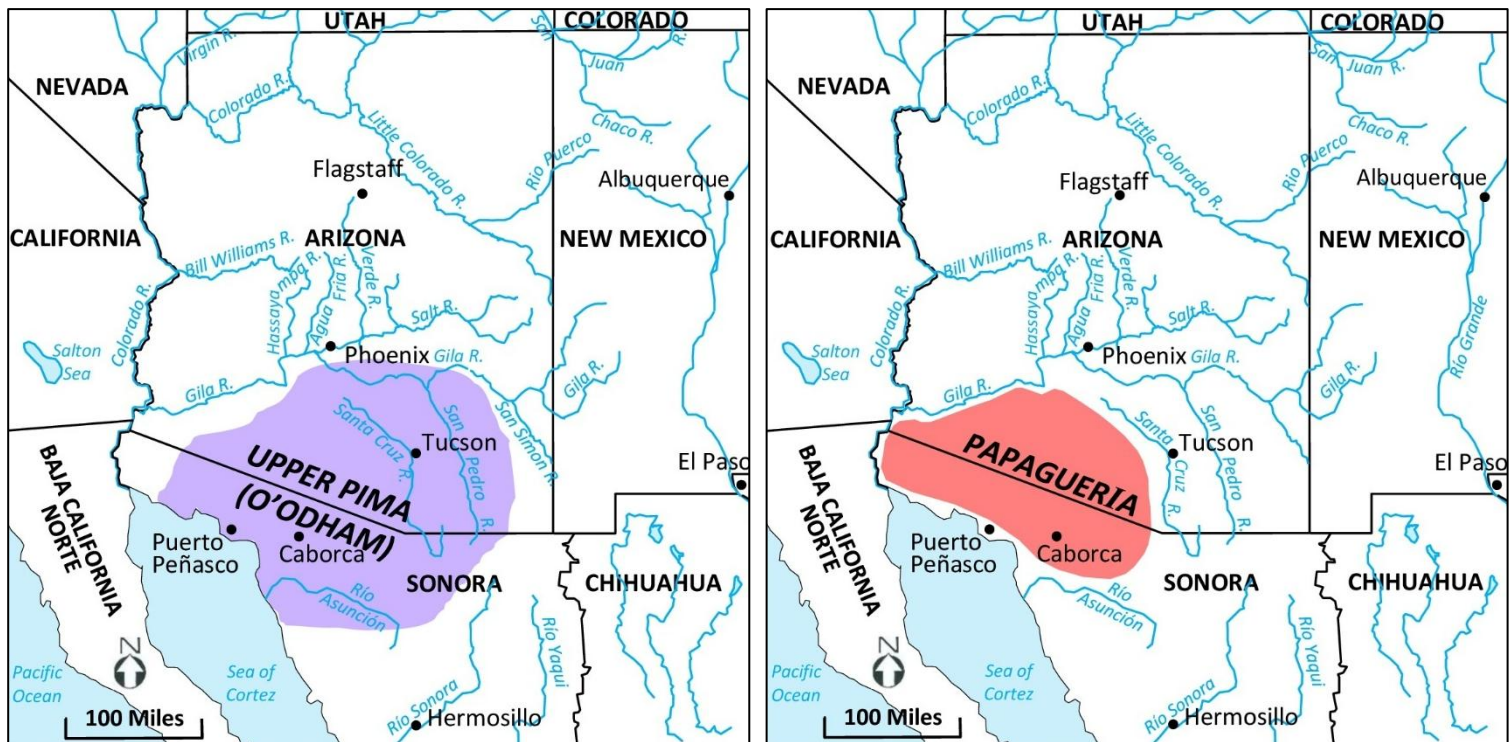 UTAH
COLORADO
Virgin R.
San
R.
Juan
NEVADA
Colorado R.
Little Colorado R.
Chaco R.
Rio Puerco
Flagstaff
Albuquerque
CALIFORNIA
ARIZONA
NEW MEXICO
Bill Williams R.
Hassayampa R.
Agua Fria R.
Verde R.
Salt R.
Colorado R.
Salton
Sea
Phoenix
Gila R.
Gila R.
Gila R.
San Simon R.
Santa Cruz R.
San Pedro R.
Tucson
UPPER PIMA
(O'ODHAM)
El Paso
BAJA CALIFORNIA
NORTE
Puerto
Peñasco
Caborca
SONORA
CHIHUAHUA
Río
Asunción
Río Yaqui
N
Pacific
Ocean
Sea of
Cortez
100 Miles
Río Sonora
Hermosillo
UTAH
COLORADO
Virgin R.
San Juan R.
NEVADA
Colorado R.
Little Colorado R.
Chaco R.
Rio Puerco
Flagstaff
Albuquerque
CALIFORNIA
ARIZONA
NEW MEXICO
Bill Williams R.
Hassayampa R.
Agua Fria R.
Verde R.
Salt R.
Colorado R.
Salton
Sea
Phoenix
Gila R.
Gila R.
Gila R.
Rio Grande
Santa
Cruz
R.
San Pedro R.
Tucson
PAPAGUERIA
El Paso
BAJA CALIFORNIA
NORTE
Puerto
Peñasco
Caborca
SONORA
CHIHUAHUA
Río
Asunción
Río Yaqui
N
Pacific
Ocean
Sea of
Cortez
100 Miles
Río Sonora
Hermosillo